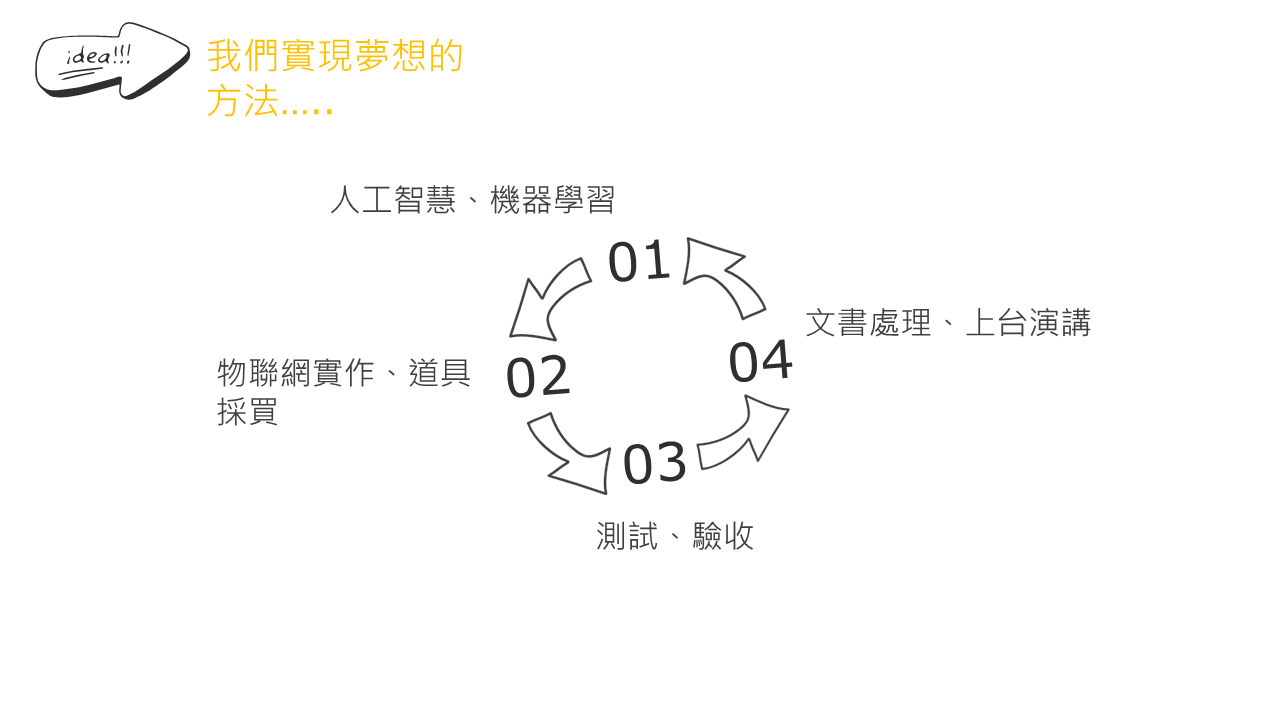 idea!!!
我們實現夢想的
方法…..
人工智慧、機器學習
01
文書處理、上台演講
04
物聯網實作、道具
採買
02
03
測試、驗收